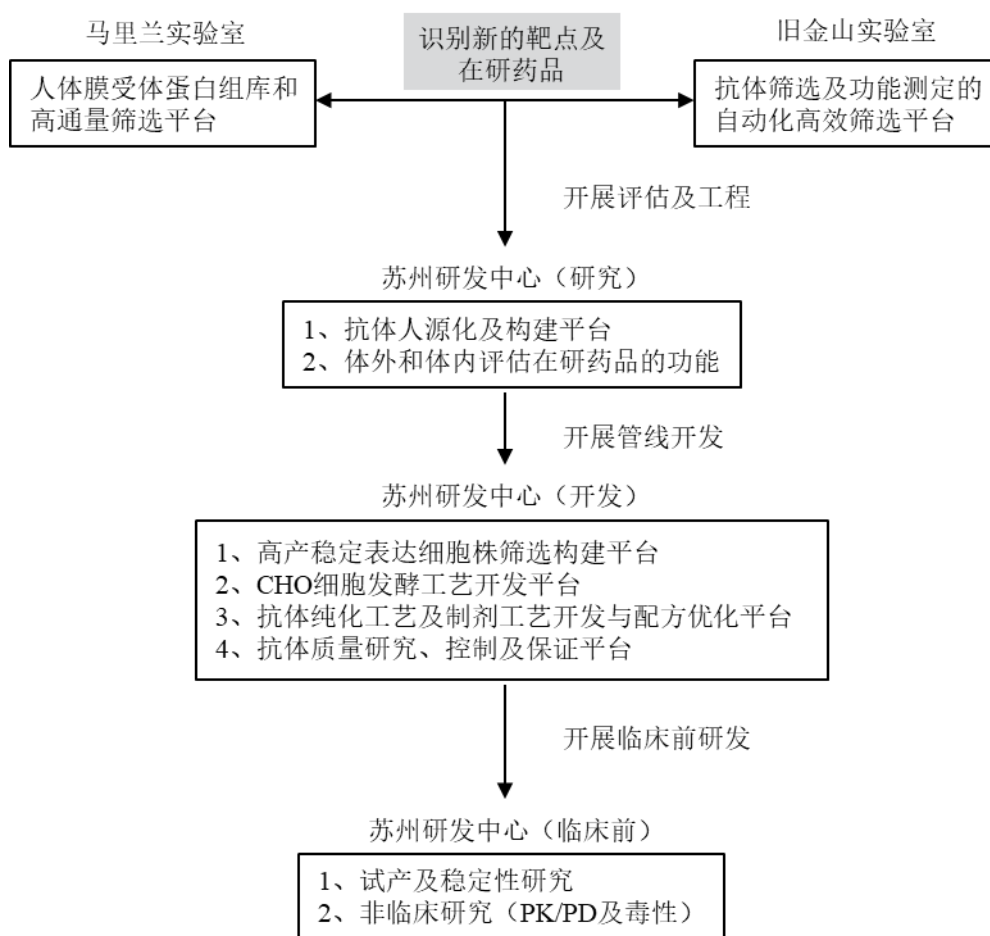 马里兰实验室
识别新的靶点及
在研药品
旧金山实验室
人体膜受体蛋白组库和
高通量筛选平台
抗体筛选及功能测定的
自动化高效筛选平台
开展评估及工程
苏州研发中心（研究）
1、抗体人源化及构建平台
2、体外和体内评估在研药品的功能
开展管线开发
苏州研发中心（开发）
1、高产稳定表达细胞株筛选构建平台
2、CHO细胞发酵工艺开发平台
3、抗体纯化工艺及制剂工艺开发与配方优化平台
4、抗体质量研究、控制及保证平台
开展临床前研发
苏州研发中心（临床前）
1、试产及稳定性研究
2、非临床研究（PK/PD及毒性）